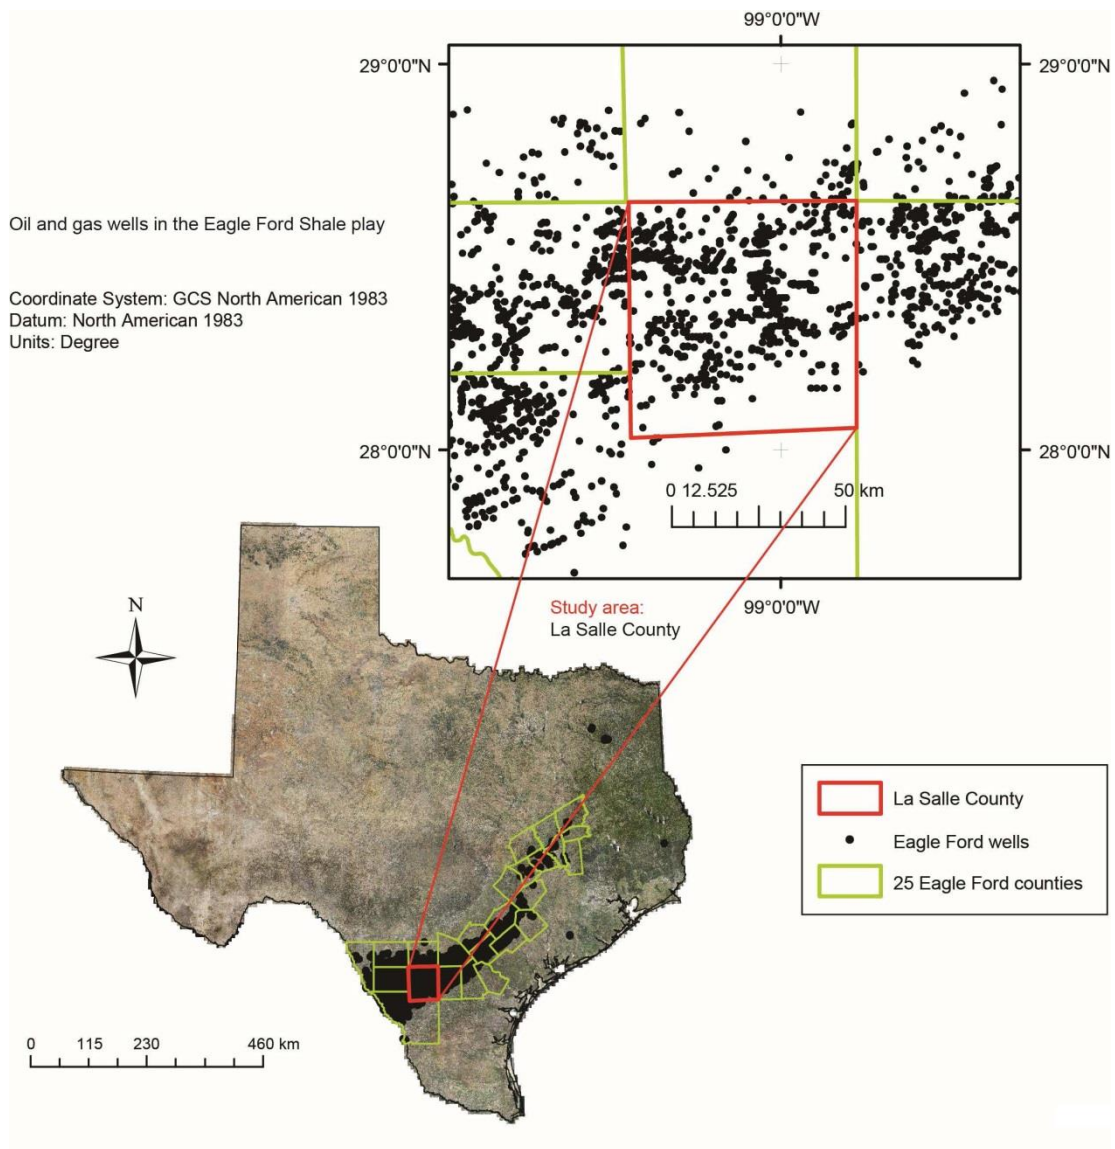 99°0'0"W
29°0'0"N
29°0'0"N
Oil and gas wells in the Eagle Ford Shale play
Coordinate System: GCS North American 1983
Datum: North American 1983
Units: Degree
28°0'0"N
28°0'0"N
0 12.525 50 km
99°0'0"W
Study area:
La Salle County
N
La Salle County
Eagle Ford wells
25 Eagle Ford counties
0 115 230 460 km